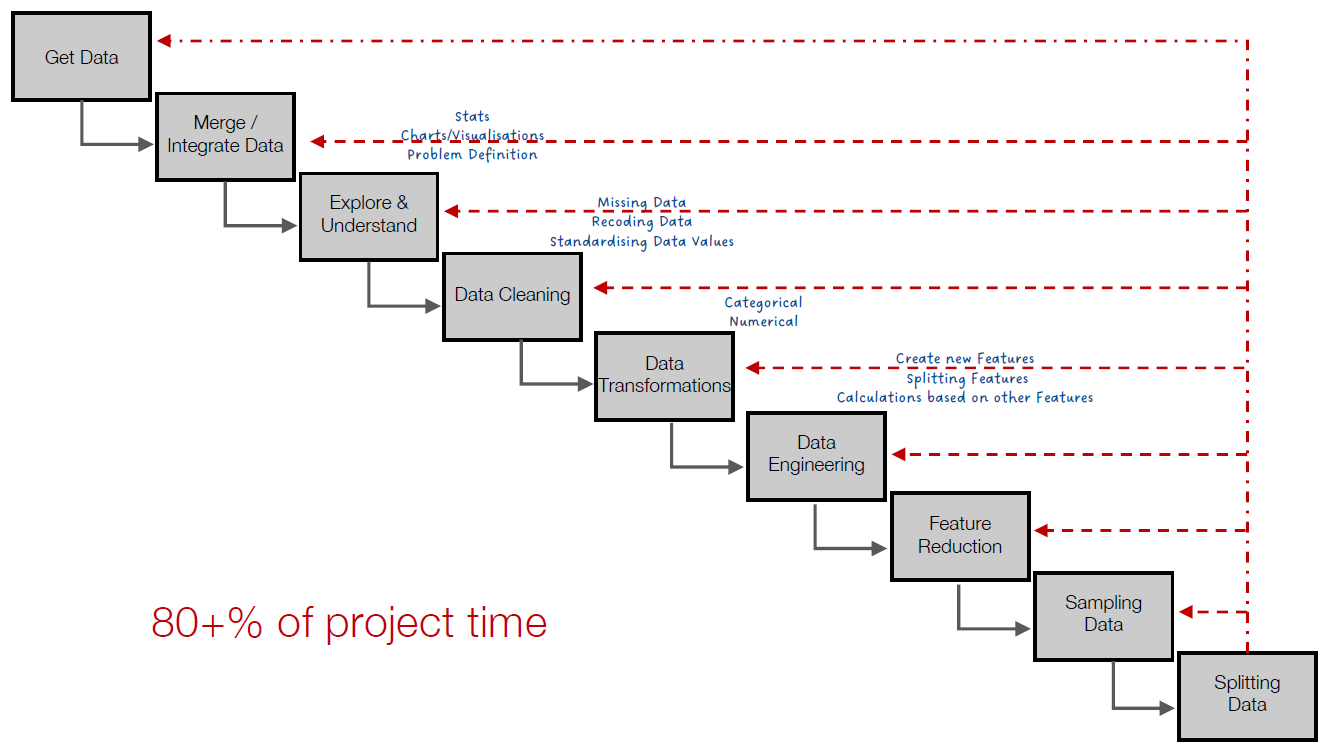 Get Data
Merge /
Integrate Data
Stats
Charts/Visualisations
Problem Definition
Explore &
Understand
Missing Data
Recoding Data
Standardising Data Values
Data Cleaning
Categorical
Numerical
Data
Transformations
Create new Features
Splitting Features
Calculations based on other Features
Data
Engineering
Feature
Reduction
Sampling
Data
80+% of project time
Splitting
Data